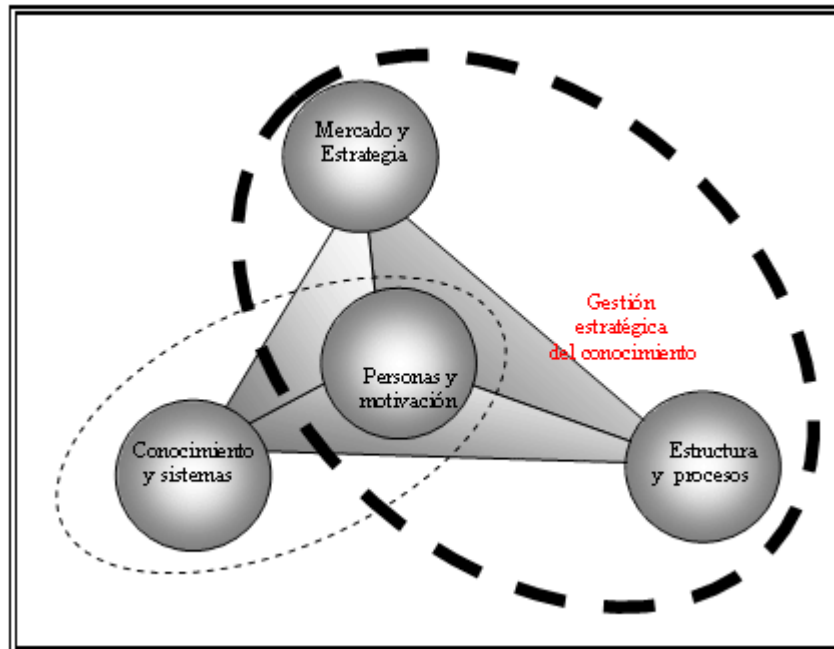 Mercado y
Estrategia
Gestión
estratégica
del conocimiento
Personas y
motivación
Conocimiento
y sistemas
Estructura
y procesos